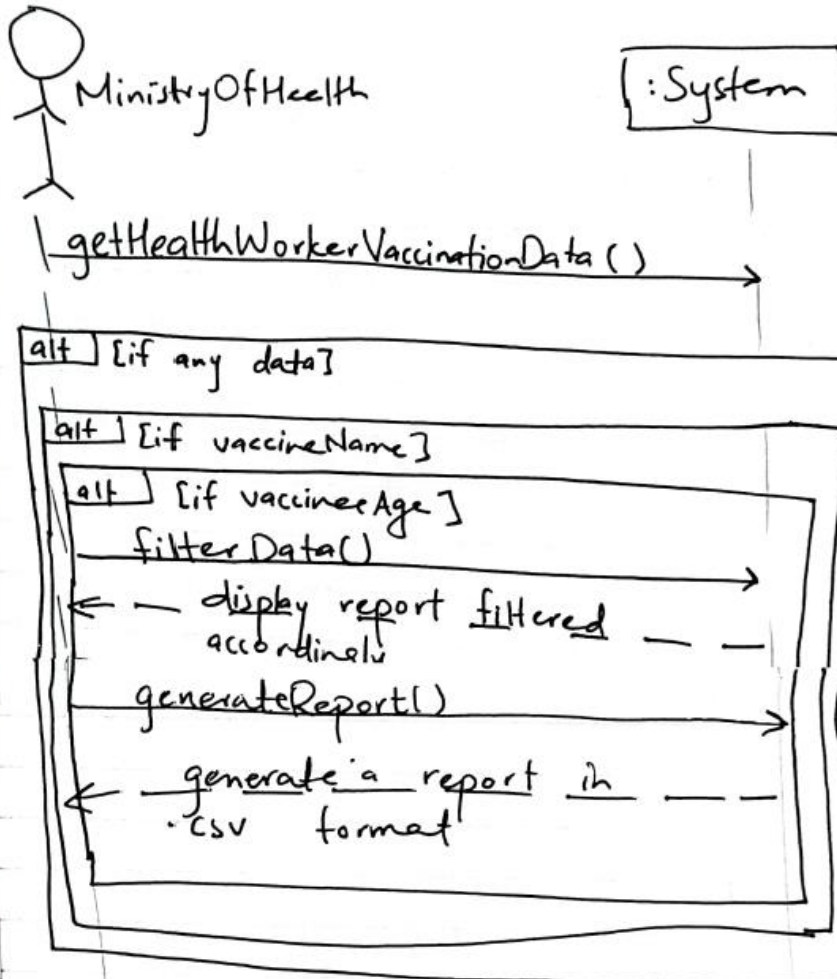 MinistryOfHealth
:System
getHealthWorkerVaccinationData()
alt [if any data]
alt [if vaccineName]
alt [if vaccineeAge]
filterData()
display report filtered
accordingly
generateReport()
generate a report in
.csv format